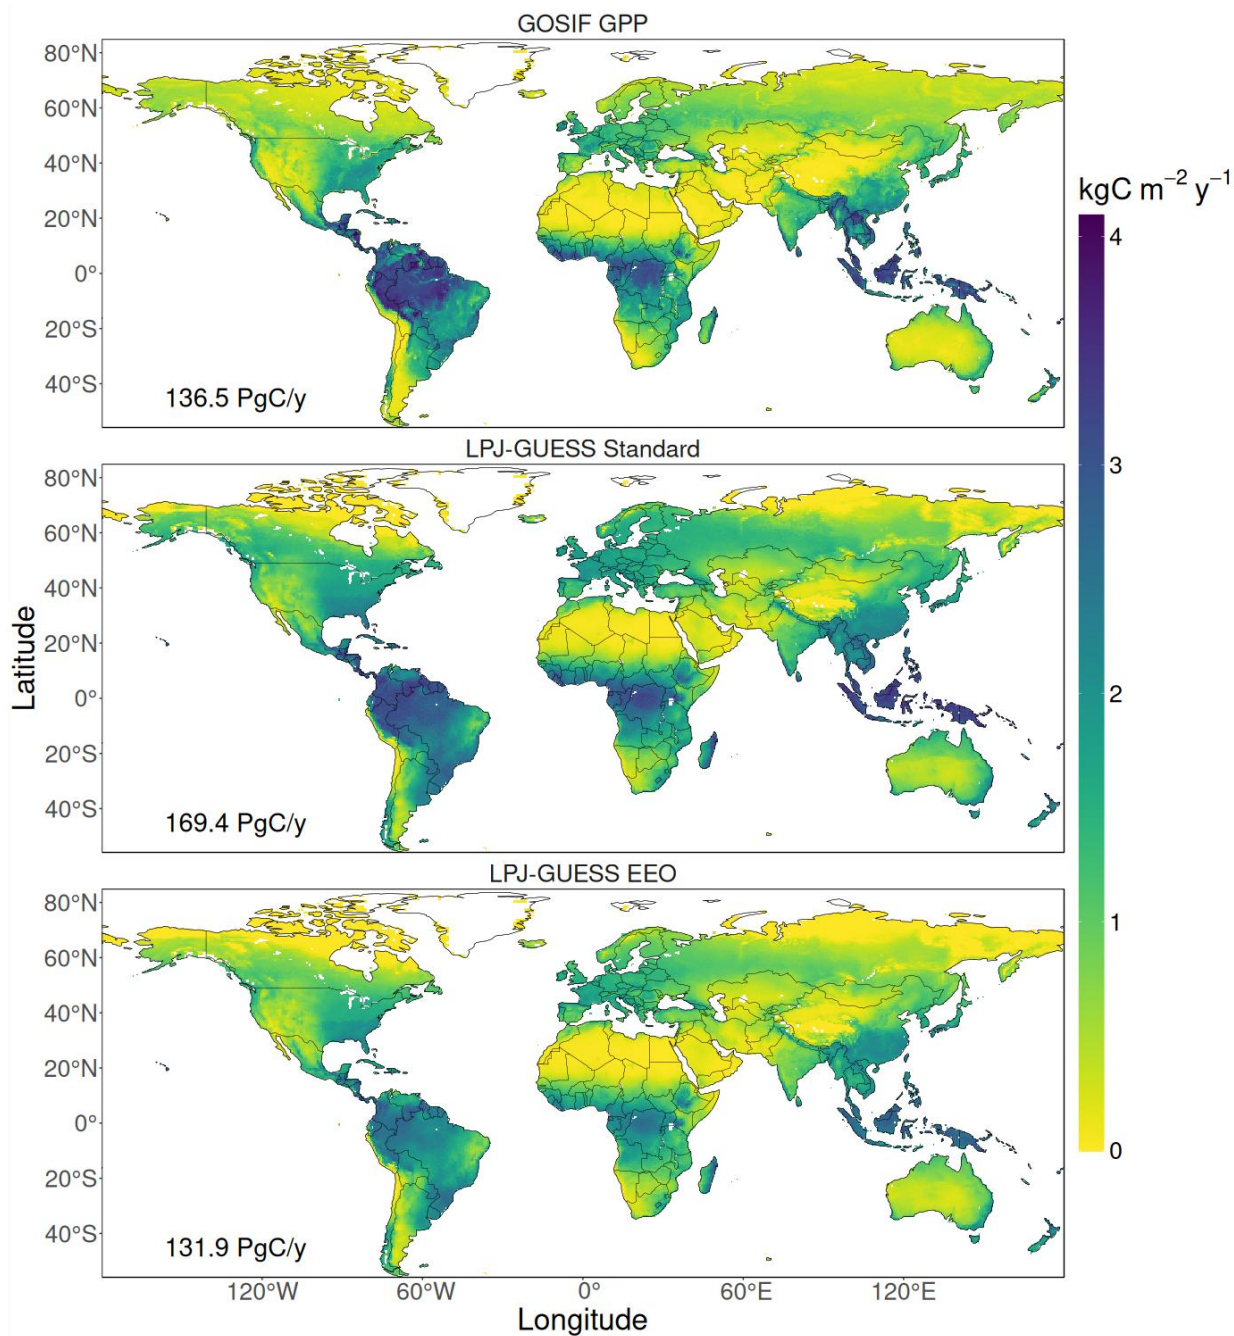 GOSIF GPP
80°N
60°N
40°N
20°N
0°
20°S
40°S
136.5 PgC/y
LPJ-GUESS Standard
80°N
60°N
40°N
20°N
0°
20°S
40°S
169.4 PgC/y
LPJ-GUESS EEO
80°N
60°N
40°N
20°N
0°
20°S
40°S
131.9 PgC/y
120°W 60°W 0° 60°E 120°E
Longitude
Latitude
kgC m⁻² y⁻¹
4
3
2
1
0